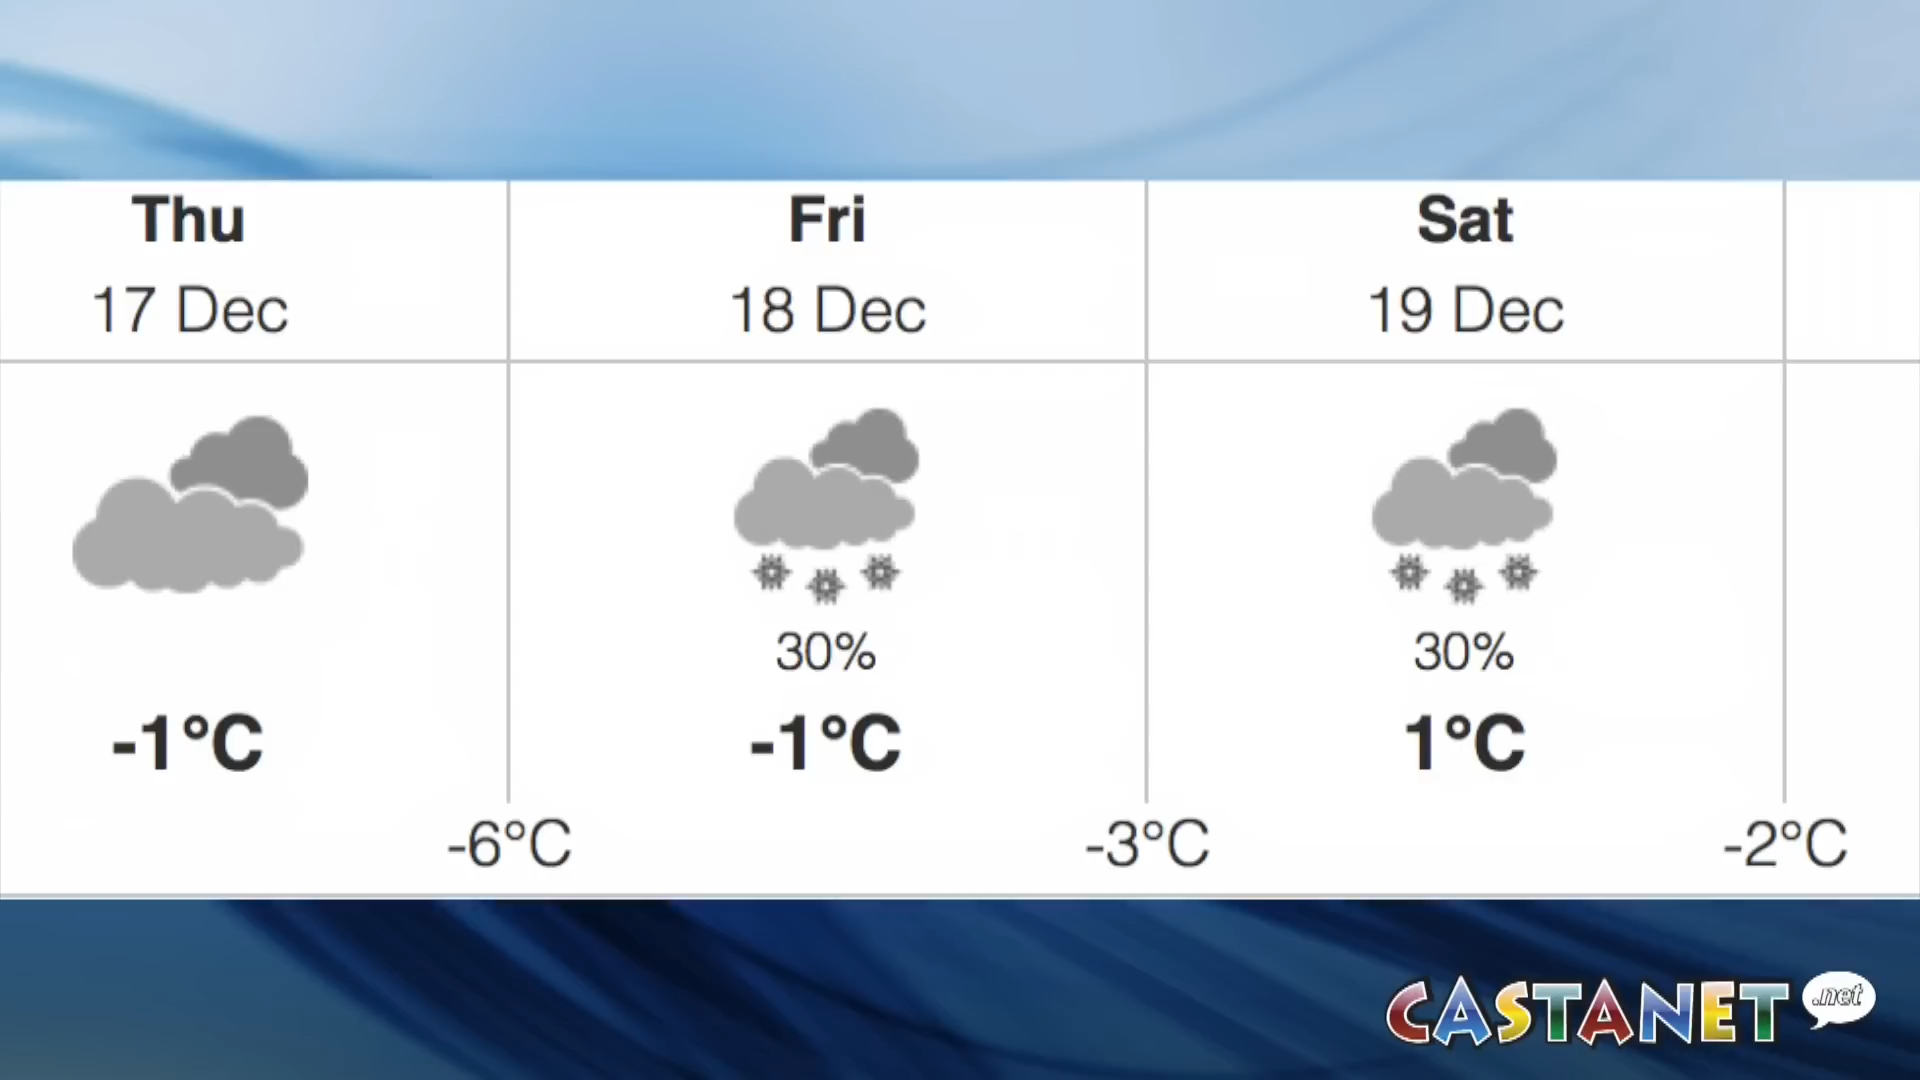 Thu
17 Dec
-1°C
-6°C
Fri
18 Dec
30%
-1°C
-3°C
Sat
19 Dec
30%
1°C
-2°C
CASTANET .net